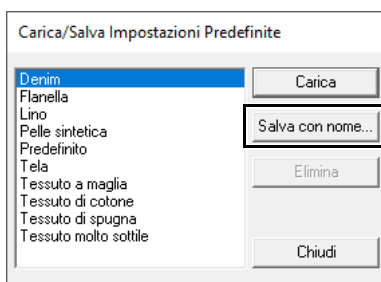 Carica/Salva Impostazioni Predefinite
Denim
Flanella
Lino
Pelle sintetica
Predefinito
Tela
Tessuto a maglia
Tessuto di cotone
Tessuto di spugna
Tessuto molto sottile
Carica
Salva con nome...
Elimina
Chiudi